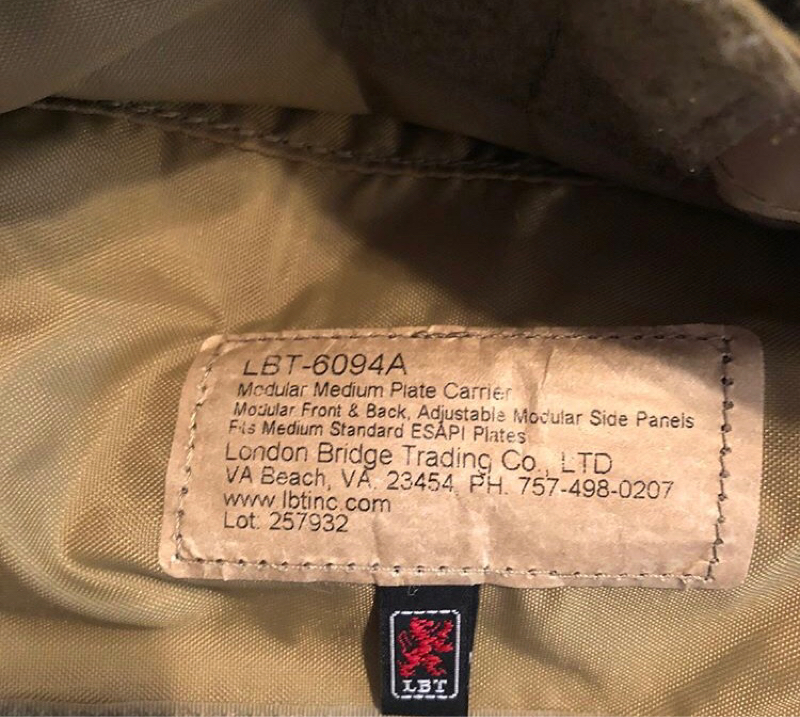 LBT-6094A
Modular Medium Plate Carrier
Modular Front & Back, Adjustable Modular Side Panels
Fits Medium Standard ESAPI Plates
London Bridge Trading Co., LTD
VA Beach, VA. 23454 PH. 757-498-0207
www.lbtinc.com
Lot: 257932
LBT